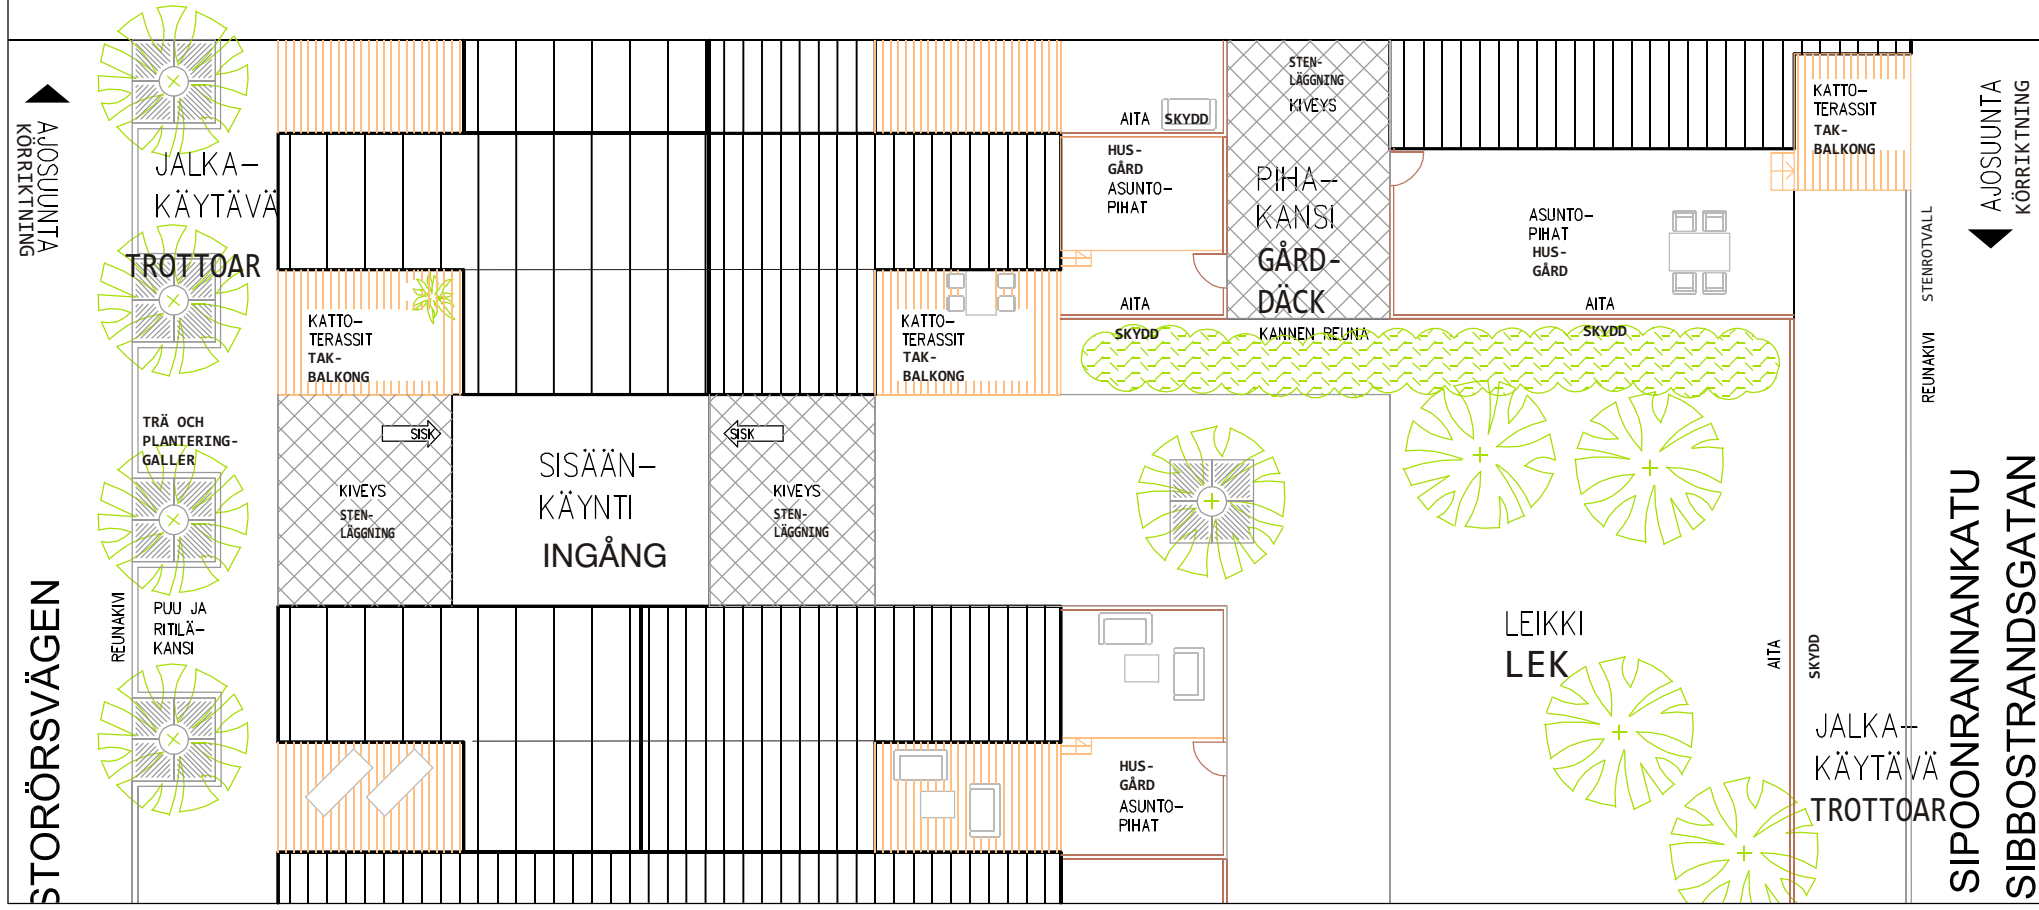 AJOSUUNTA
KÖRRIKTNING
JALKA-
KÄYTÄVÄ
TROTTOAR
KATTO-
TERASSIT
TAK-
BALKONG
TRÄ OCH
PLANTERING-
GALLER
KIVEYS
STEN-
LÄGGNING
SISK
SISÄÄN-
KÄYNTI
INGÅNG
SISK
KIVEYS
STEN-
LÄGGNING
KATTO-
TERASSIT
TAK-
BALKONG
REUNAKIVI
PUU JA
RITILÄ-
KANSI
STORÖRSVÄGEN
AITA SKYDD
HUS-
GÅRD
ASUNTO-
PIHAT
AITA
SKYDD
STEN-
LÄGGNING
KIVEYS
PIHA-
KANSI
GÅRD-
DÄCK
KANNEN REUNA
ASUNTO-
PIHAT
HUS-
GÅRD
AITA
SKYDD
KATTO-
TERASSIT
TAK-
BALKONG
AJOSUUNTA
KÖRRIKTNING
STENROTVALL
REUNAKIVI
LEIKKI
LEK
AITA
SKYDD
HUS-
GÅRD
ASUNTO-
PIHAT
JALKA-
KÄYTÄVÄ
TROTTOAR
SIPOONRANNANKATU
SIBBOSTRANDSGATAN